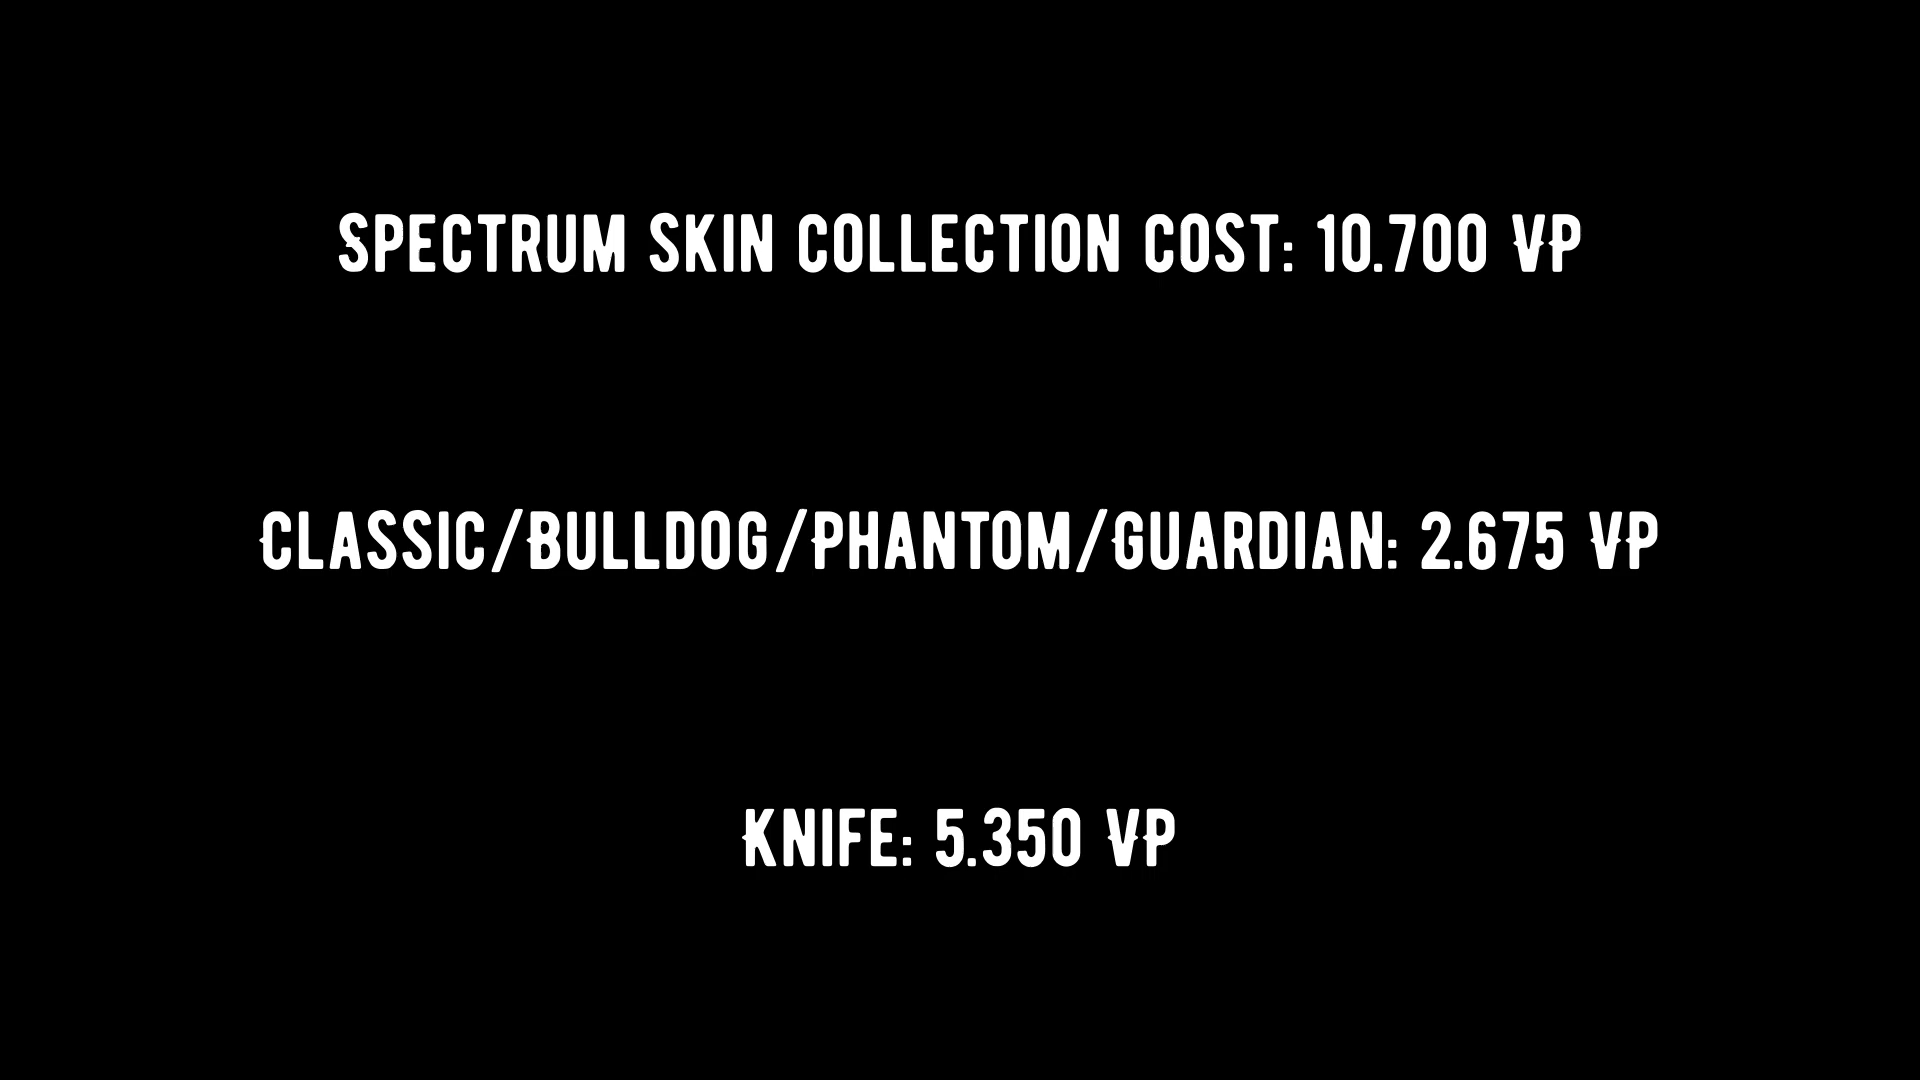 Spectrum Skin Collection Cost: 10.700 VP
Classic/Bulldog/Phantom/Guardian: 2.675 VP
Knife: 5.350 VP